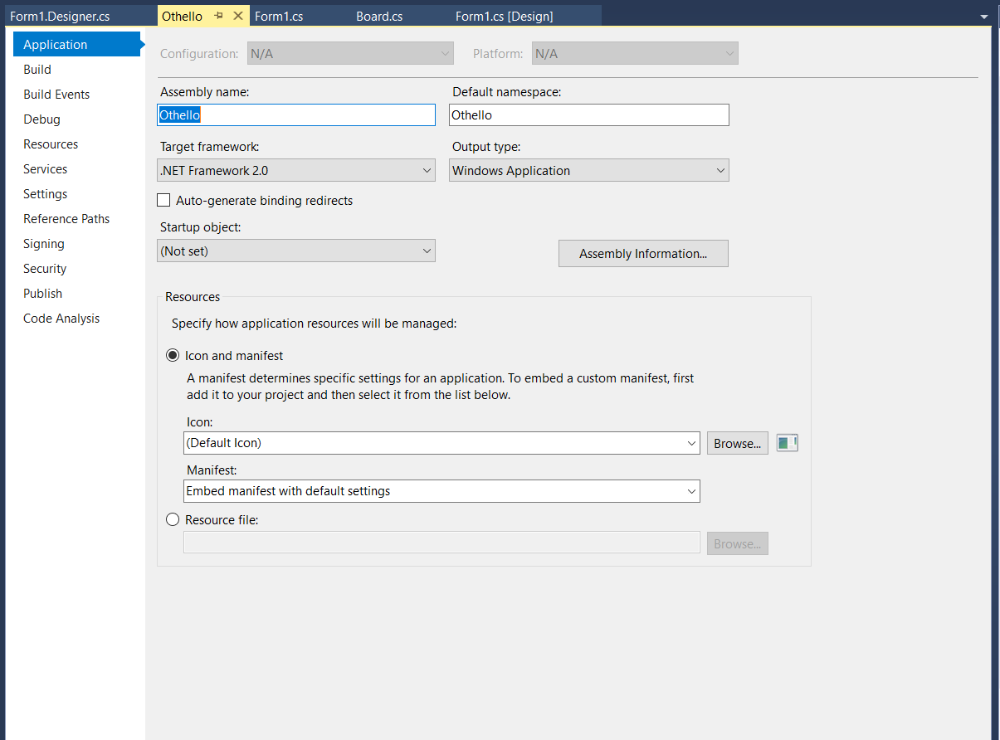 Form1.Designer.cs Othello Form1.cs Board.cs Form1.cs [Design]
Application
Build
Build Events
Debug
Resources
Services
Settings
Reference Paths
Signing
Security
Publish
Code Analysis
Configuration: N/A Platform: N/A
Assembly name: Default namespace:
Othello Othello
Target framework: Output type:
.NET Framework 2.0 Windows Application
Auto-generate binding redirects
Startup object:
(Not set) Assembly Information...
Resources
Specify how application resources will be managed:
Icon and manifest
A manifest determines specific settings for an application. To embed a custom manifest, first
add it to your project and then select it from the list below.
Icon:
(Default Icon) Browse...
Manifest:
Embed manifest with default settings
Resource file:
Browse...